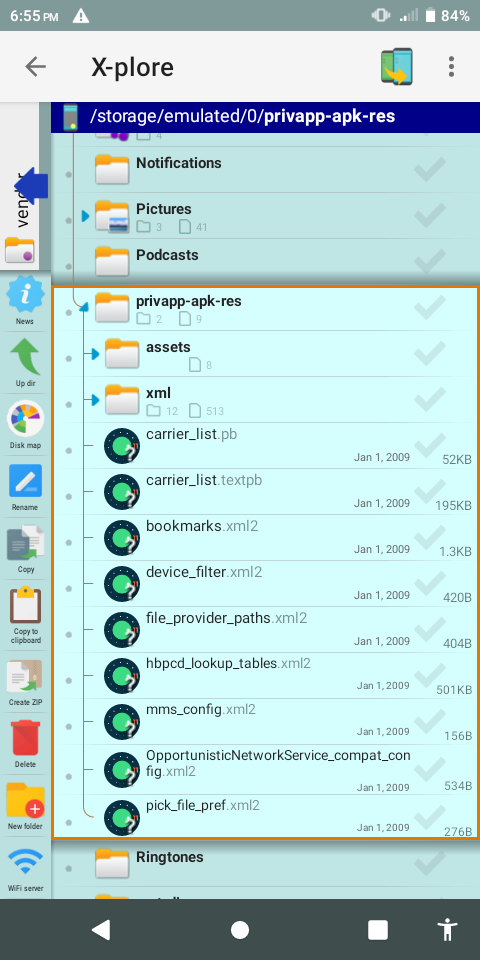 6:55 PM
84%
X-plore
/storage/emulated/0/privapp-apk-res
4
Notifications
Pictures
3 41
Podcasts
privapp-apk-res
2 9
assets
8
xml
12 513
carrier_list.pb
Jan 1, 2009 52KB
carrier_list.textpb
Jan 1, 2009 195KB
bookmarks.xml2
Jan 1, 2009 1.3KB
device_filter.xml2
Jan 1, 2009 420B
file_provider_paths.xml2
Jan 1, 2009 404B
hbpcd_lookup_tables.xml2
Jan 1, 2009 501KB
mms_config.xml2
Jan 1, 2009 156B
OpportunisticNetworkService_compat_con
fig.xml2
Jan 1, 2009 534B
pick_file_pref.xml2
Jan 1, 2009 276B
Ringtones
News
Up dir
Disk map
Rename
Copy
Copy to
clipboard
Create ZIP
Delete
New folder
WiFi server